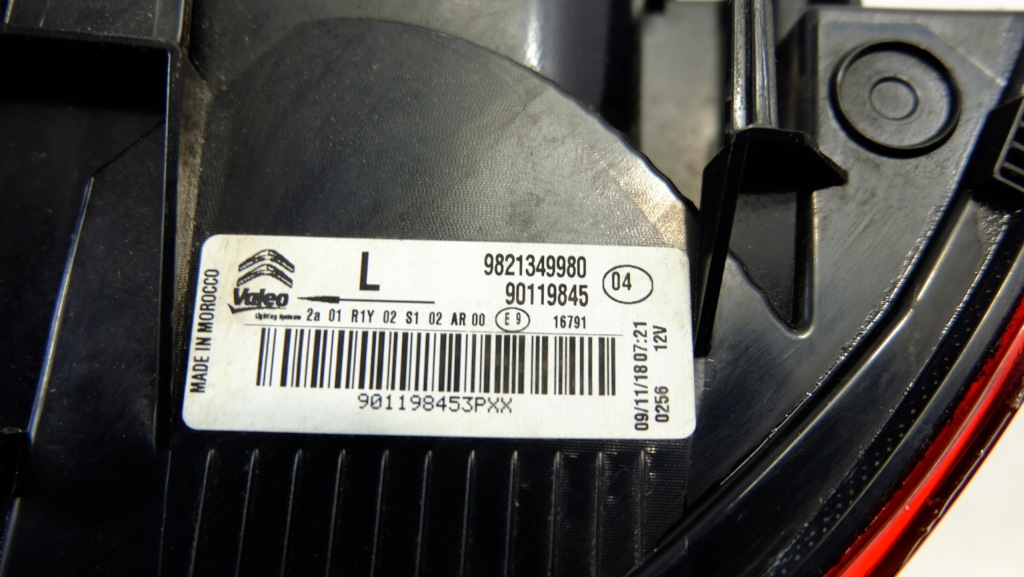 L
9821349980
90119845
04
Valeo
Lighting Systems
2a 01 R1Y 02 S1 02 AR 00 E9 16791
901198453PXX
MADE IN MOROCCO
09/11/18 07:21
0256 12V